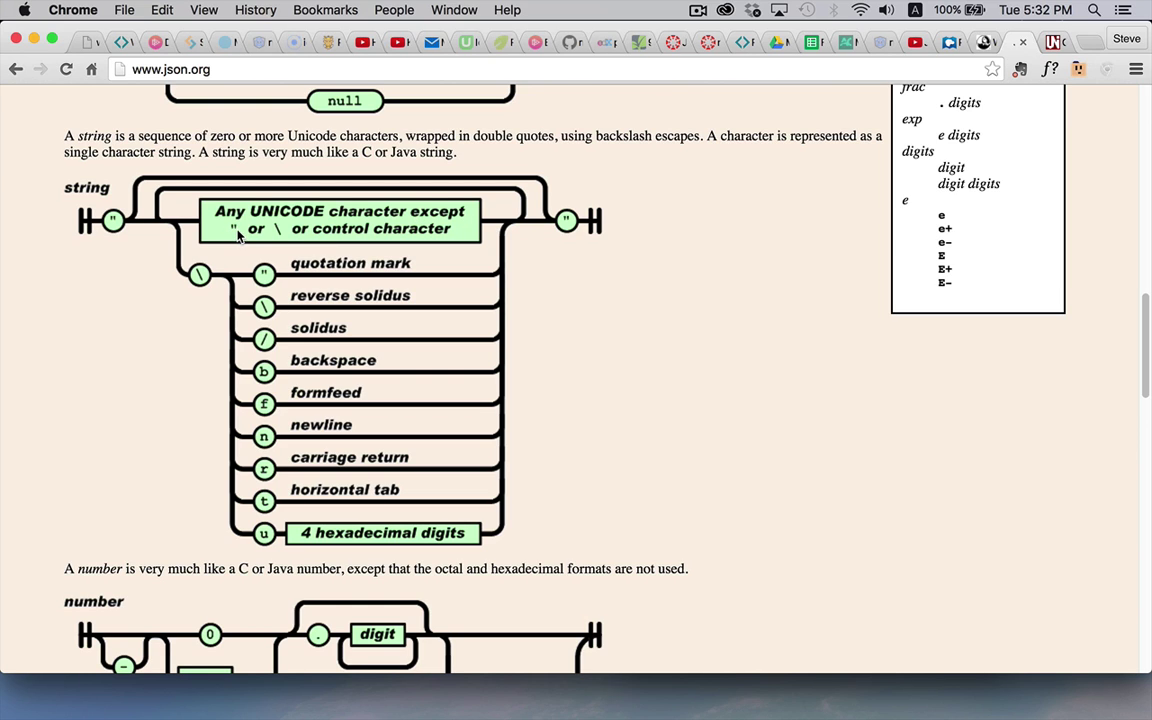 Chrome File Edit View History Bookmarks People Window Help 100% Tue 5:32 PM
Steve
www.json.org
f?
null
A string is a sequence of zero or more Unicode characters, wrapped in double quotes, using backslash escapes. A character is represented as a
single character string. A string is very much like a C or Java string.
string
" Any UNICODE character except "
" or \ or control character
\ " quotation mark
\ reverse solidus
/ solidus
b backspace
f formfeed
n newline
r carriage return
t horizontal tab
u 4 hexadecimal digits
A number is very much like a C or Java number, except that the octal and hexadecimal formats are not used.
number
0 . digit
-
frac
. digits
exp
e digits
digits
digit
digit digits
e
e
e+
e-
E
E+
E-